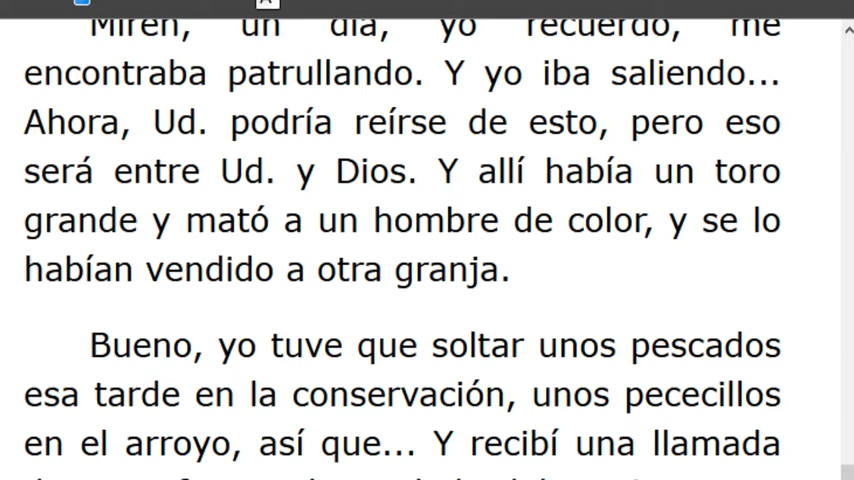 Miren, un día, yo recuerdo, me
encontraba patrullando. Y yo iba saliendo...
Ahora, Ud. podría reírse de esto, pero eso
será entre Ud. y Dios. Y allí había un toro
grande y mató a un hombre de color, y se lo
habían vendido a otra granja.
Bueno, yo tuve que soltar unos pescados
esa tarde en la conservación, unos pececillos
en el arroyo, así que... Y recibí una llamada